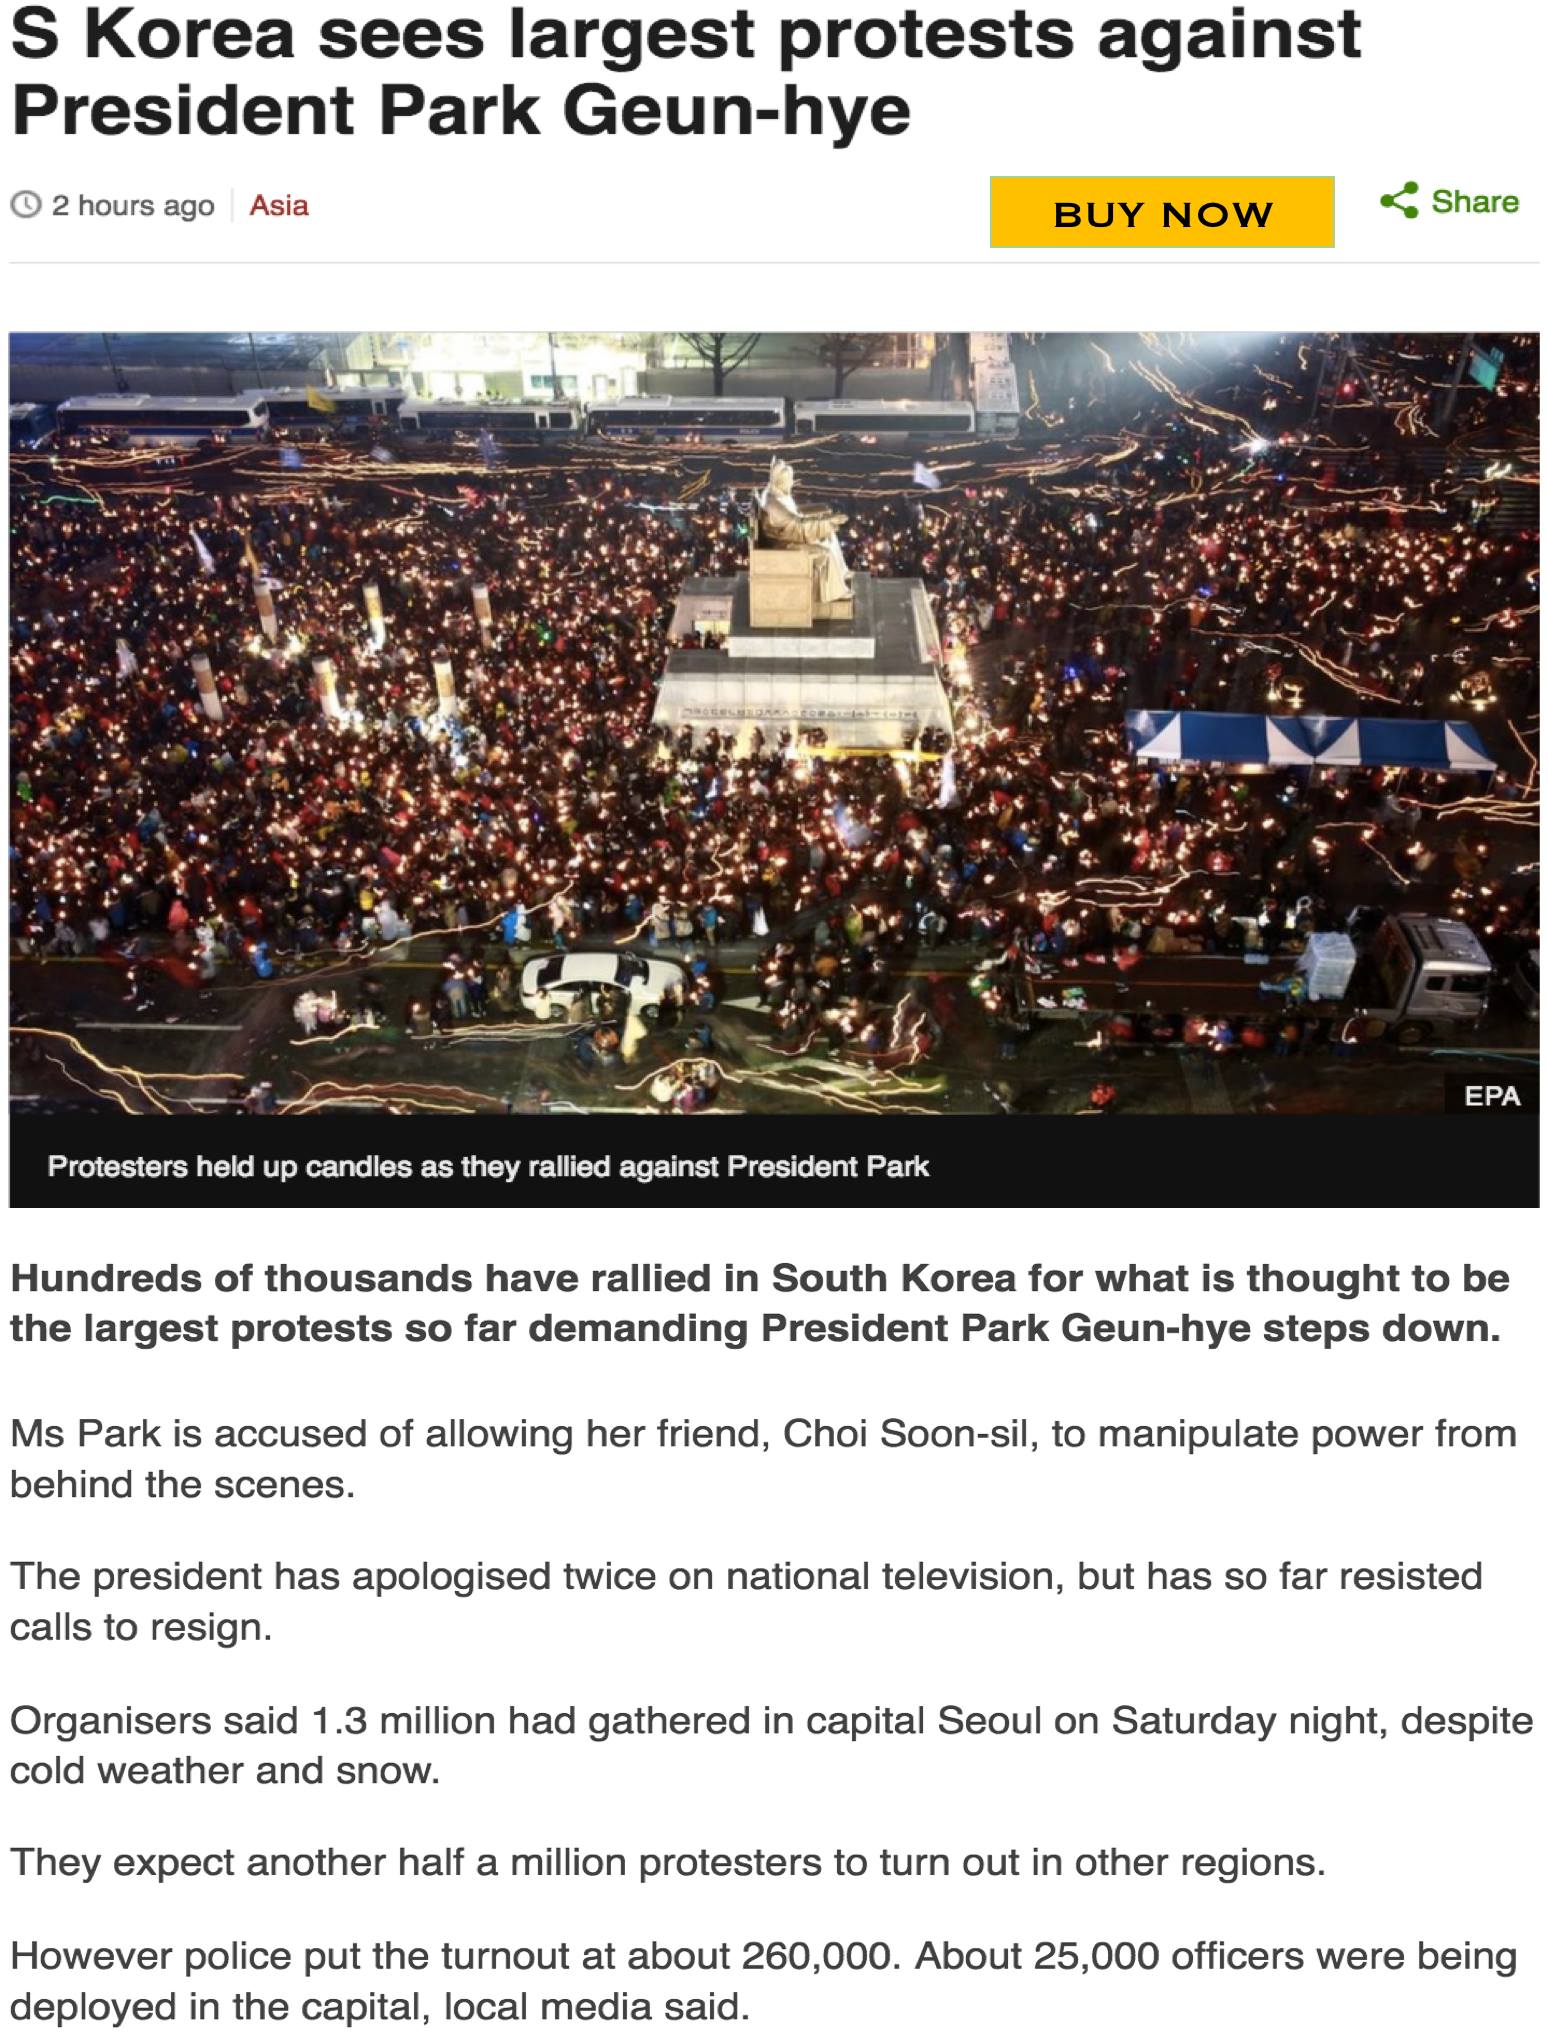 S Korea sees largest protests against
President Park Geun-hye
2 hours ago Asia
BUY NOW
Share
EPA
Protesters held up candles as they rallied against President Park
Hundreds of thousands have rallied in South Korea for what is thought to be
the largest protests so far demanding President Park Geun-hye steps down.
Ms Park is accused of allowing her friend, Choi Soon-sil, to manipulate power from
behind the scenes.
The president has apologised twice on national television, but has so far resisted
calls to resign.
Organisers said 1.3 million had gathered in capital Seoul on Saturday night, despite
cold weather and snow.
They expect another half a million protesters to turn out in other regions.
However police put the turnout at about 260,000. About 25,000 officers were being
deployed in the capital, local media said.